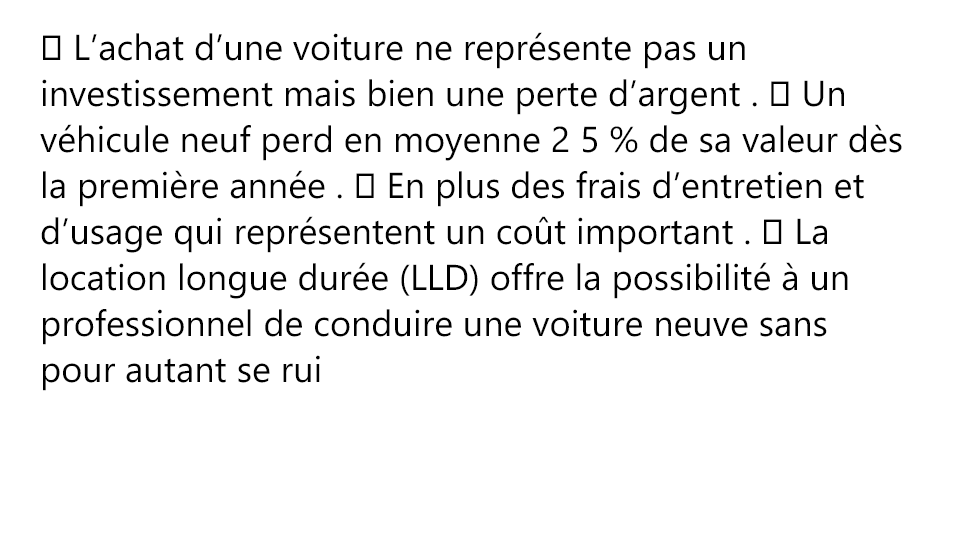 ▯ L’achat d’une voiture ne représente pas un
investissement mais bien une perte d’argent . ▯ Un
véhicule neuf perd en moyenne 2 5 % de sa valeur dès
la première année . ▯ En plus des frais d’entretien et
d’usage qui représentent un coût important . ▯ La
location longue durée (LLD) offre la possibilité à un
professionnel de conduire une voiture neuve sans
pour autant se rui